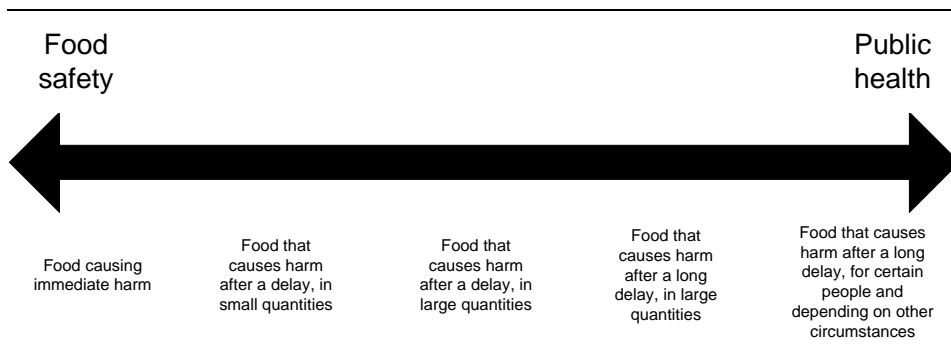 Food
safety
Public
health
Food causing
immediate harm
Food that
causes harm
after a delay, in
small quantities
Food that
causes harm
after a delay, in
large quantities
Food that
causes harm
after a long
delay, in large
quantities
Food that causes
harm after a long
delay, for certain
people and
depending on other
circumstances